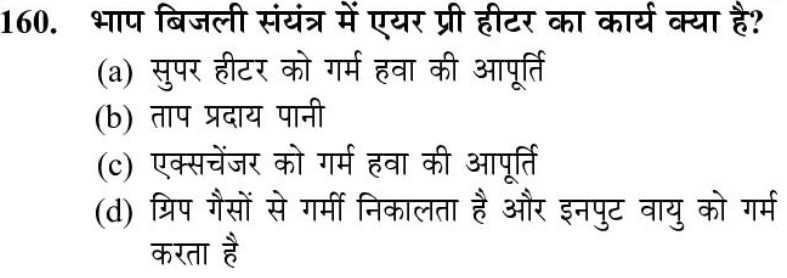 160. भाप बिजली संयंत्र में एयर प्री हीटर का कार्य क्या है?
(a) सुपर हीटर को गर्म हवा की आपूर्ति
(b) ताप प्रदाय पानी
(c) एक्सचेंजर को गर्म हवा की आपूर्ति
(d) ग्रिप गैसों से गर्मी निकालता है और इनपुट वायु को गर्म
करता है